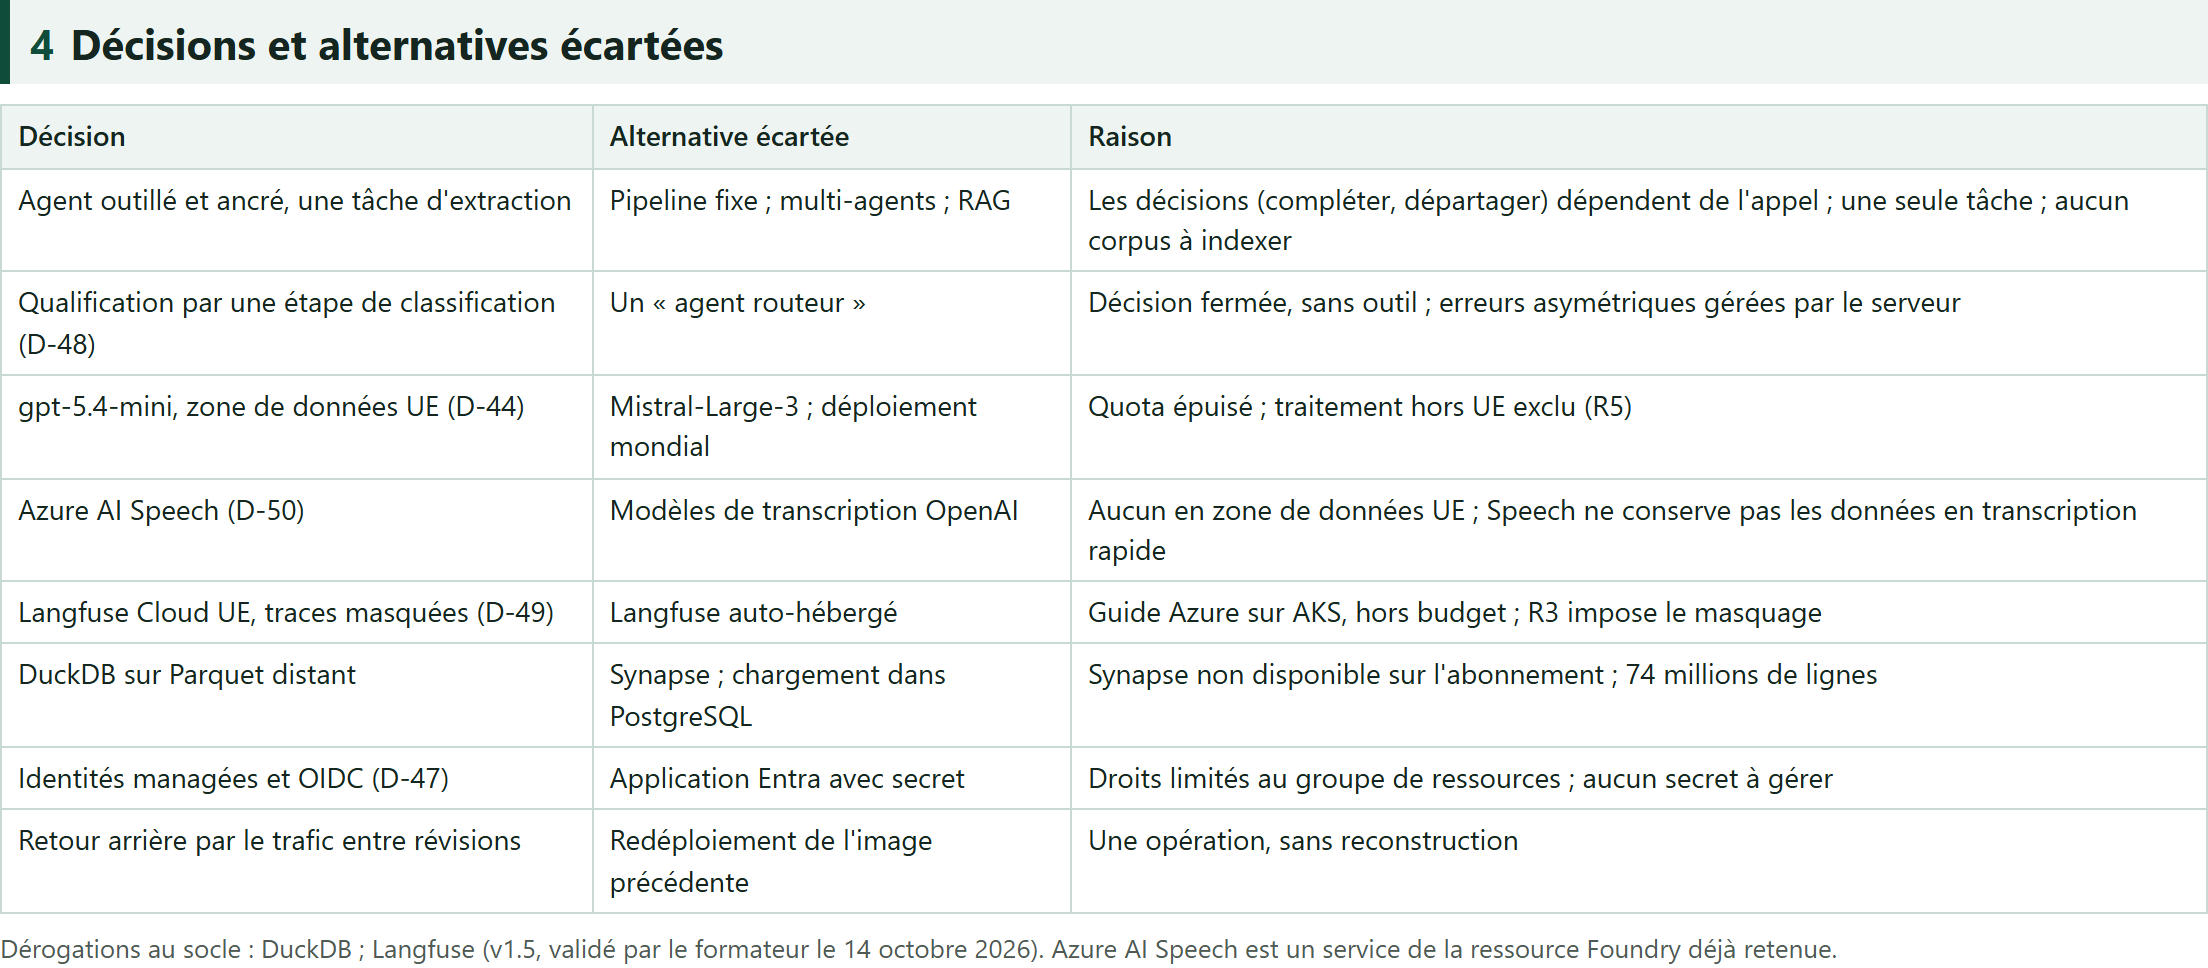 4 Décisions et alternatives écartées
Décision
Alternative écartée
Raison
Agent outillé et ancré, une tâche d'extraction
Pipeline fixe ; multi-agents ; RAG
Les décisions (compléter, départager) dépendent de l'appel ; une seule tâche ; aucun
corpus à indexer
Qualification par une étape de classification
(D-48)
Un « agent routeur »
Décision fermée, sans outil ; erreurs asymétriques gérées par le serveur
gpt-5.4-mini, zone de données UE (D-44)
Mistral-Large-3 ; déploiement
mondial
Quota épuisé ; traitement hors UE exclu (R5)
Azure AI Speech (D-50)
Modèles de transcription OpenAI
Aucun en zone de données UE ; Speech ne conserve pas les données en transcription
rapide
Langfuse Cloud UE, traces masquées (D-49)
Langfuse auto-hébergé
Guide Azure sur AKS, hors budget ; R3 impose le masquage
DuckDB sur Parquet distant
Synapse ; chargement dans
PostgreSQL
Synapse non disponible sur l'abonnement ; 74 millions de lignes
Identités managées et OIDC (D-47)
Application Entra avec secret
Droits limités au groupe de ressources ; aucun secret à gérer
Retour arrière par le trafic entre révisions
Redéploiement de l'image
précédente
Une opération, sans reconstruction
Dérogations au socle : DuckDB ; Langfuse (v1.5, validé par le formateur le 14 octobre 2026). Azure AI Speech est un service de la ressource Foundry déjà retenue.